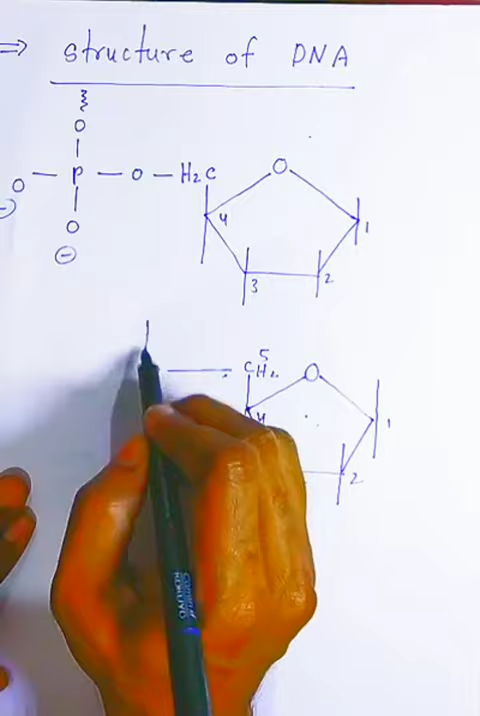 ⇒ structure of DNA
O
O — P — O — H₂C O
⊖ 4 1
O
⊖ 3 2
5
CH₂ O
4 1
2